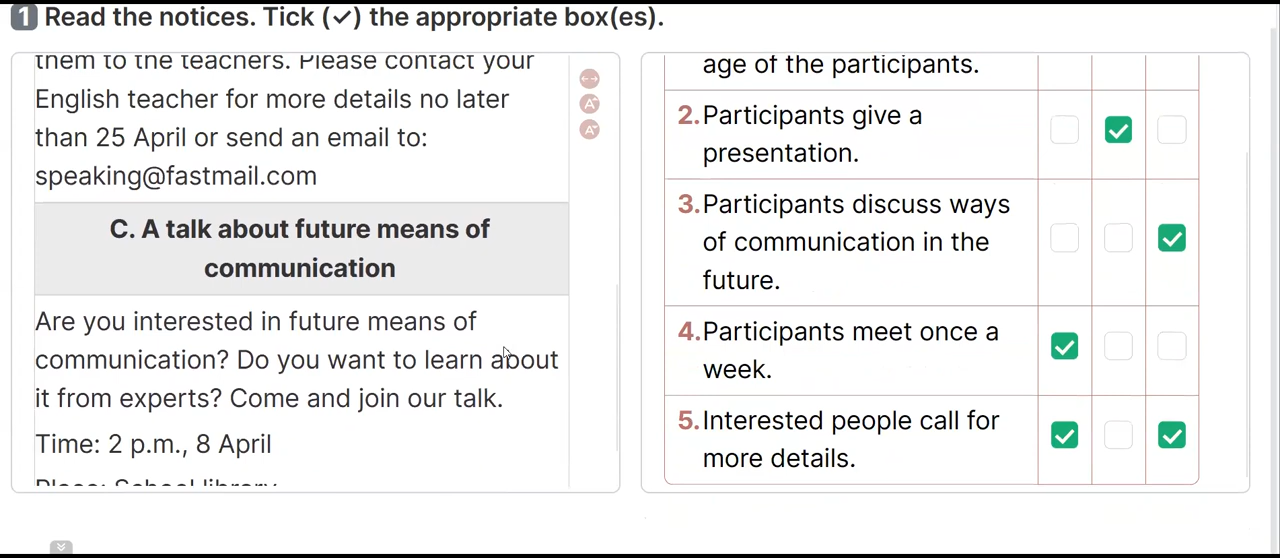 1 Read the notices. Tick (✓) the appropriate box(es).
them to the teachers. Please contact your
English teacher for more details no later
than 25 April or send an email to:
speaking@fastmail.com
C. A talk about future means of
communication
Are you interested in future means of
communication? Do you want to learn about
it from experts? Come and join our talk.
Time: 2 p.m., 8 April
Place: School library
age of the participants.
2. Participants give a
presentation.
3. Participants discuss ways
of communication in the
future.
4. Participants meet once a
week.
5. Interested people call for
more details.